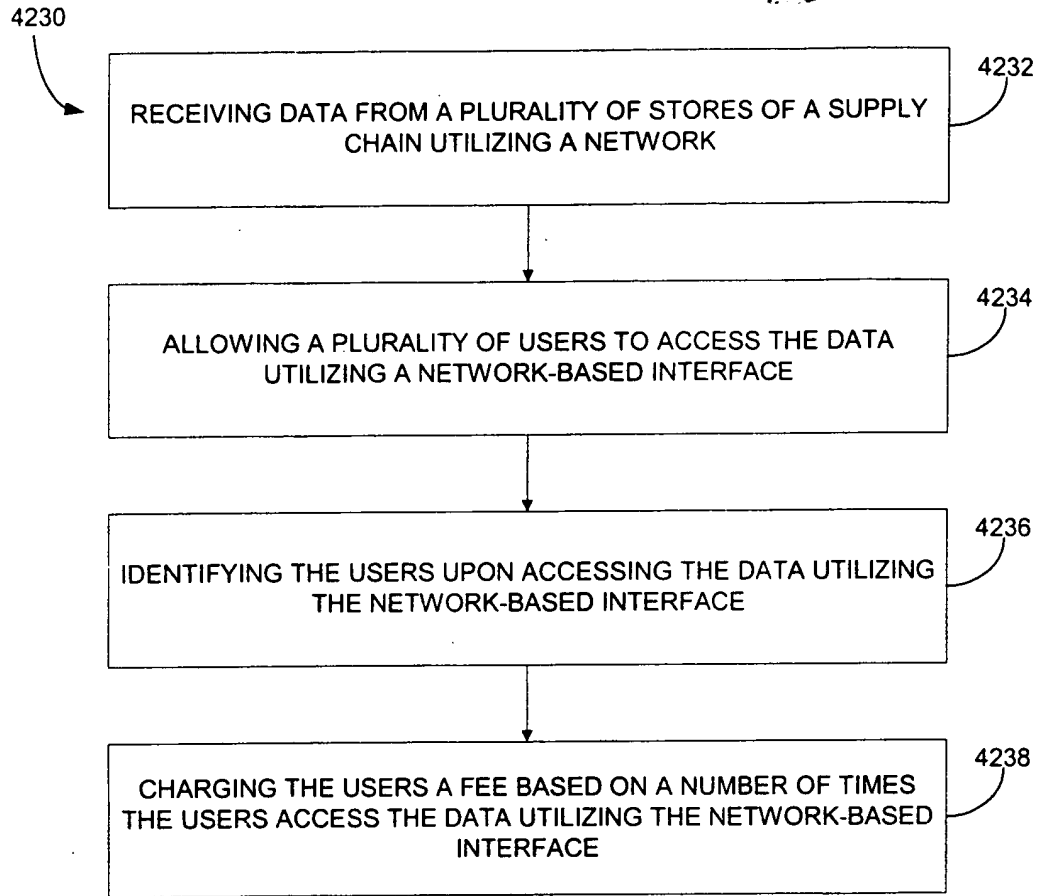 4230
4232
RECEIVING DATA FROM A PLURALITY OF STORES OF A SUPPLY
CHAIN UTILIZING A NETWORK
4234
ALLOWING A PLURALITY OF USERS TO ACCESS THE DATA
UTILIZING A NETWORK-BASED INTERFACE
4236
IDENTIFYING THE USERS UPON ACCESSING THE DATA UTILIZING
THE NETWORK-BASED INTERFACE
4238
CHARGING THE USERS A FEE BASED ON A NUMBER OF TIMES
THE USERS ACCESS THE DATA UTILIZING THE NETWORK-BASED
INTERFACE